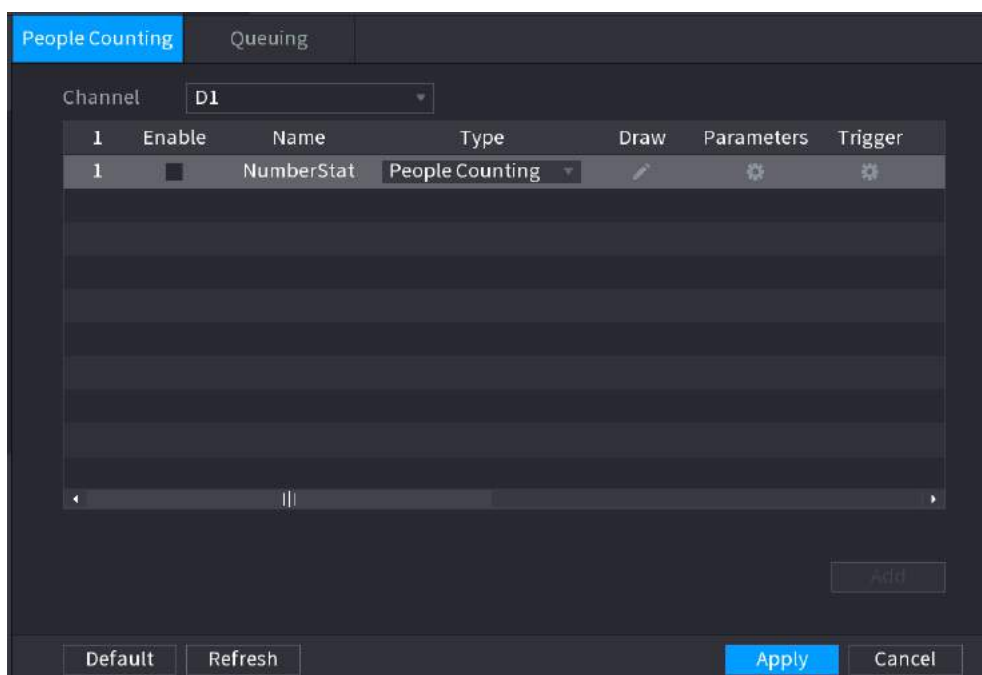 People Counting Queuing
Channel D1
1 Enable Name Type Draw Parameters Trigger
1 NumberStat People Counting
Add
Default Refresh Apply Cancel